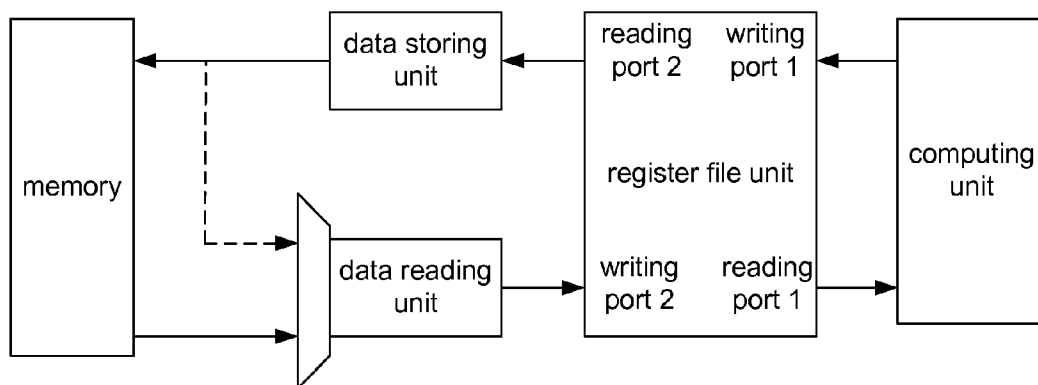 memory
data storing
unit
data reading
unit
reading
port 2
writing
port 1
register file unit
writing
port 2
reading
port 1
computing
unit